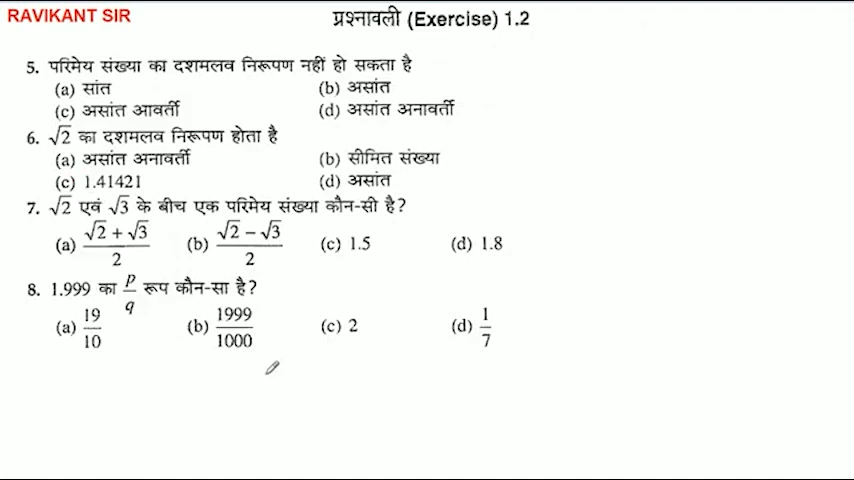 RAVIKANT SIR
प्रश्नावली (Exercise) 1.2
5. परिमेय संख्या का दशमलव निरूपण नहीं हो सकता है
(a) सांत (b) असांत
(c) असांत आवर्ती (d) असांत अनावर्ती
6. √2 का दशमलव निरूपण होता है
(a) असांत अनावर्ती (b) सीमित संख्या
(c) 1.41421 (d) असांत
7. √2 एवं √3 के बीच एक परिमेय संख्या कौन-सी है?
(a) (√2 + √3)/2 (b) (√2 − √3)/2 (c) 1.5 (d) 1.8
8. 1.999 का p/q रूप कौन-सा है?
(a) 19/10 (b) 1999/1000 (c) 2 (d) 1/7